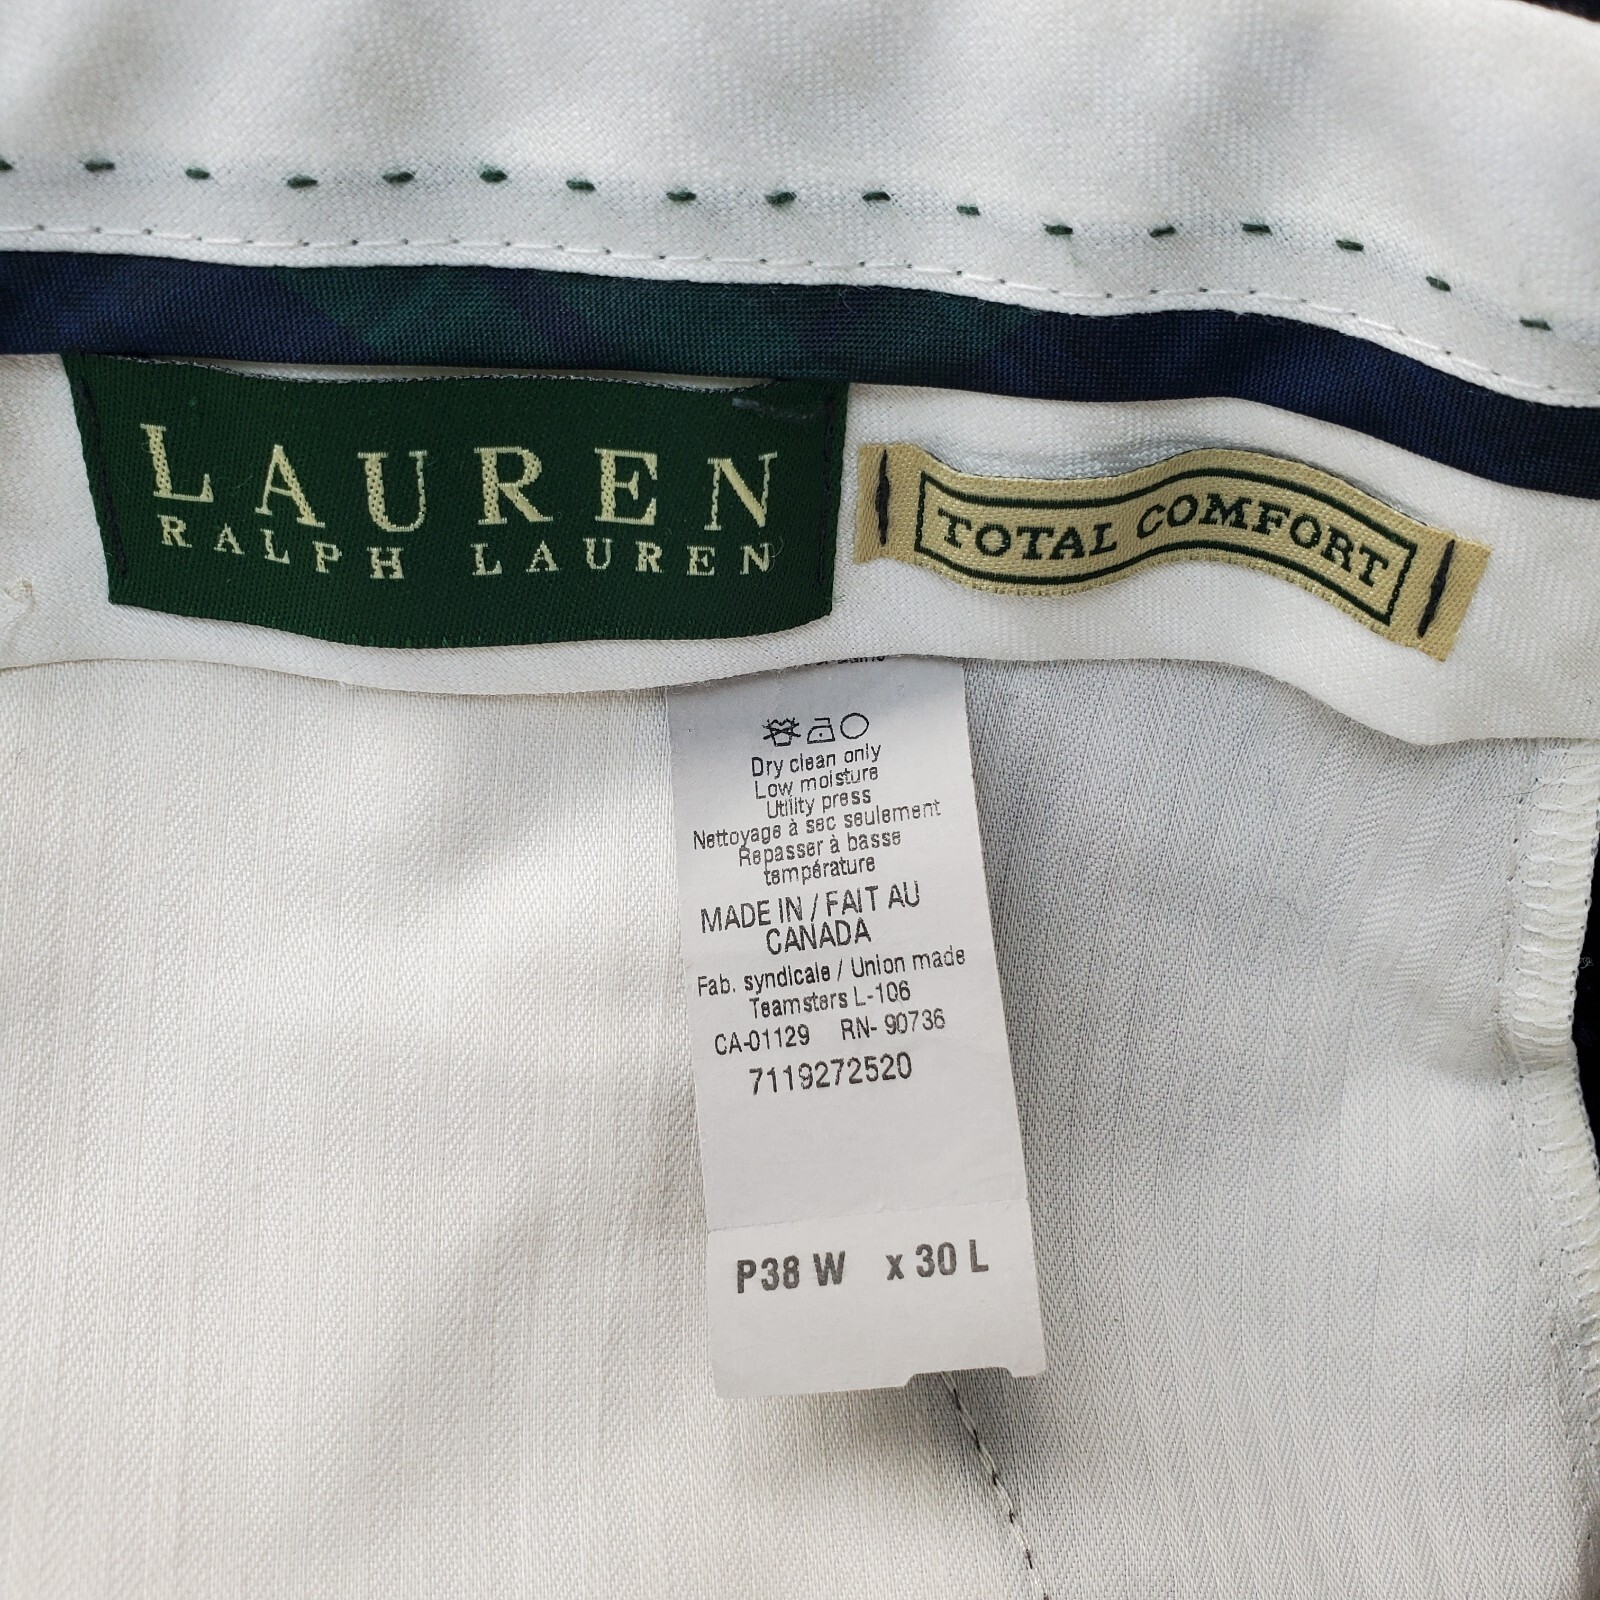 LAUREN
RALPH LAUREN
TOTAL COMFORT
Dry clean only
Low moisture
Utility press
Nettoyage à sec seulement
Repasser à basse
température
MADE IN / FAIT AU
CANADA
Fab. syndicale / Union made
Teamsters L-106
CA-01129 RN- 90736
7119272520
P38 W x 30 L